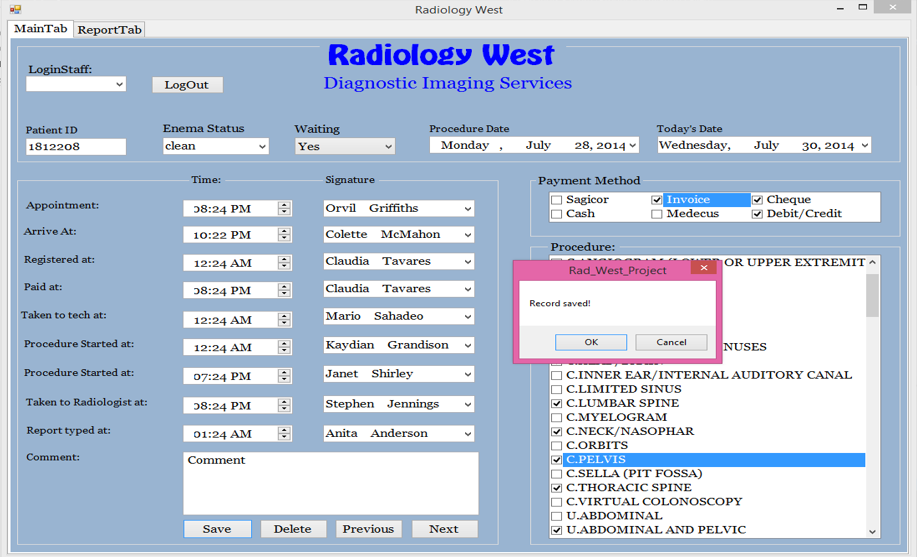 Radiology West
MainTab ReportTab
Radiology West
Diagnostic Imaging Services
LoginStaff:
LogOut
Patient ID Enema Status Waiting Procedure Date Today's Date
1812208 clean Yes Monday , July 28, 2014 Wednesday, July 30, 2014
Time: Signature
Appointment: 08:24 PM Orvil Griffiths
Arrive At: 10:22 PM Colette McMahon
Registered at: 12:24 AM Claudia Tavares
Paid at: 08:24 PM Claudia Tavares
Taken to tech at: 12:24 AM Mario Sahadeo
Procedure Started at: 12:24 AM Kaydian Grandison
Procedure Started at: 07:24 PM Janet Shirley
Taken to Radiologist at: 08:24 PM Stephen Jennings
Report typed at: 01:24 AM Anita Anderson
Comment: Comment
Save Delete Previous Next
Payment Method
Sagicor Invoice Cheque
Cash Medecus Debit/Credit
Procedure:
OR UPPER EXTREMIT
Rad_West_Project
Record saved!
OK Cancel
C.INNER EAR/INTERNAL AUDITORY CANAL
C.LIMITED SINUS
C.LUMBAR SPINE
C.MYELOGRAM
C.NECK/NASOPHAR
C.ORBITS
C.PELVIS
C.SELLA (PIT FOSSA)
C.THORACIC SPINE
C.VIRTUAL COLONOSCOPY
U.ABDOMINAL
U.ABDOMINAL AND PELVIC